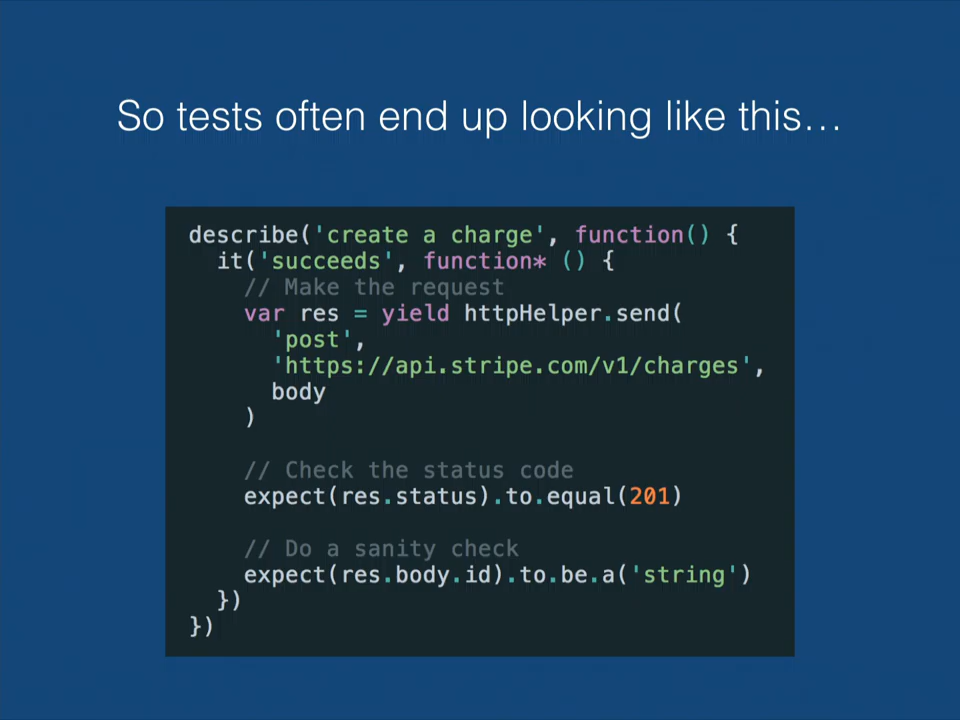 So tests often end up looking like this…
describe('create a charge', function() {
it('succeeds', function* () {
// Make the request
var res = yield httpHelper.send(
'post',
'https://api.stripe.com/v1/charges',
body
)
// Check the status code
expect(res.status).to.equal(201)
// Do a sanity check
expect(res.body.id).to.be.a('string')
})
})